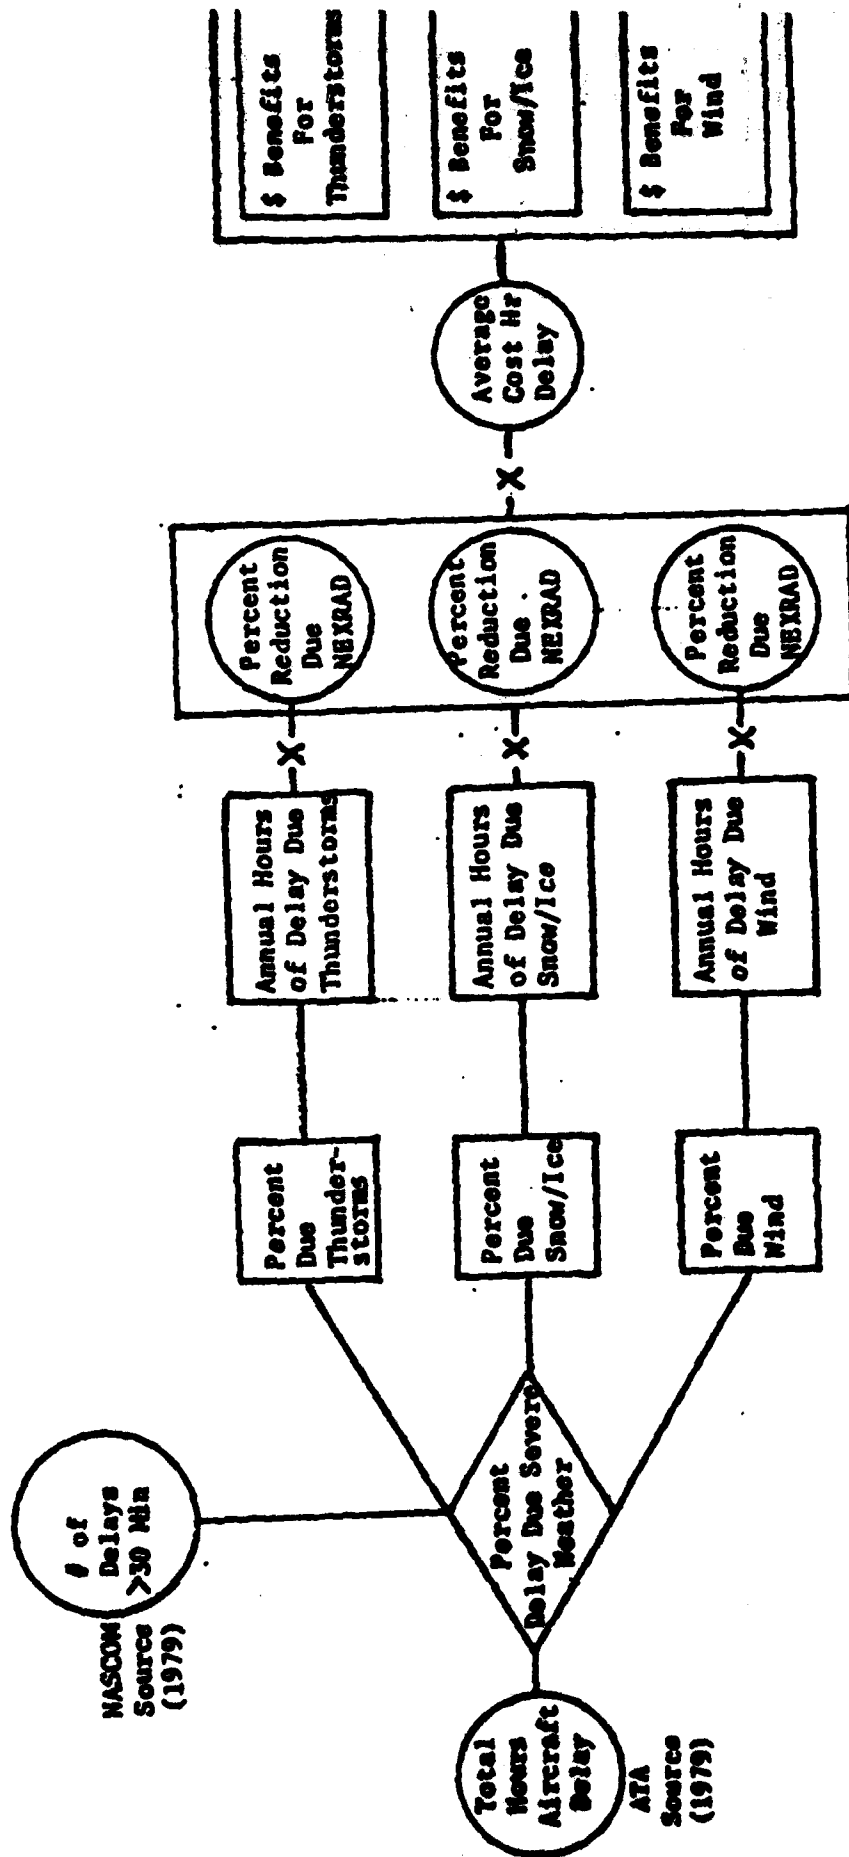 NASCOM
Source
(1979)
# of
Delays
>30 Min
Total
Hours
Aircraft
Delay
ATA
Source
(1979)
Percent
Delay Due Severe
Weather
Percent
Due
Thunder-
storms
Percent
Due
Snow/Ice
Percent
Due
Wind
Annual Hours
of Delay Due
Thunderstorms
Annual Hours
of Delay Due
Snow/Ice
Annual Hours
of Delay Due
Wind
X
X
X
Percent
Reduction
Due
NEXRAD
Percent
Reduction
Due
NEXRAD
Percent
Reduction
Due
NEXRAD
X
Average
Cost Hr
Delay
$ Benefits
For
Thunderstorms
$ Benefits
For
Snow/Ice
$ Benefits
For
Wind